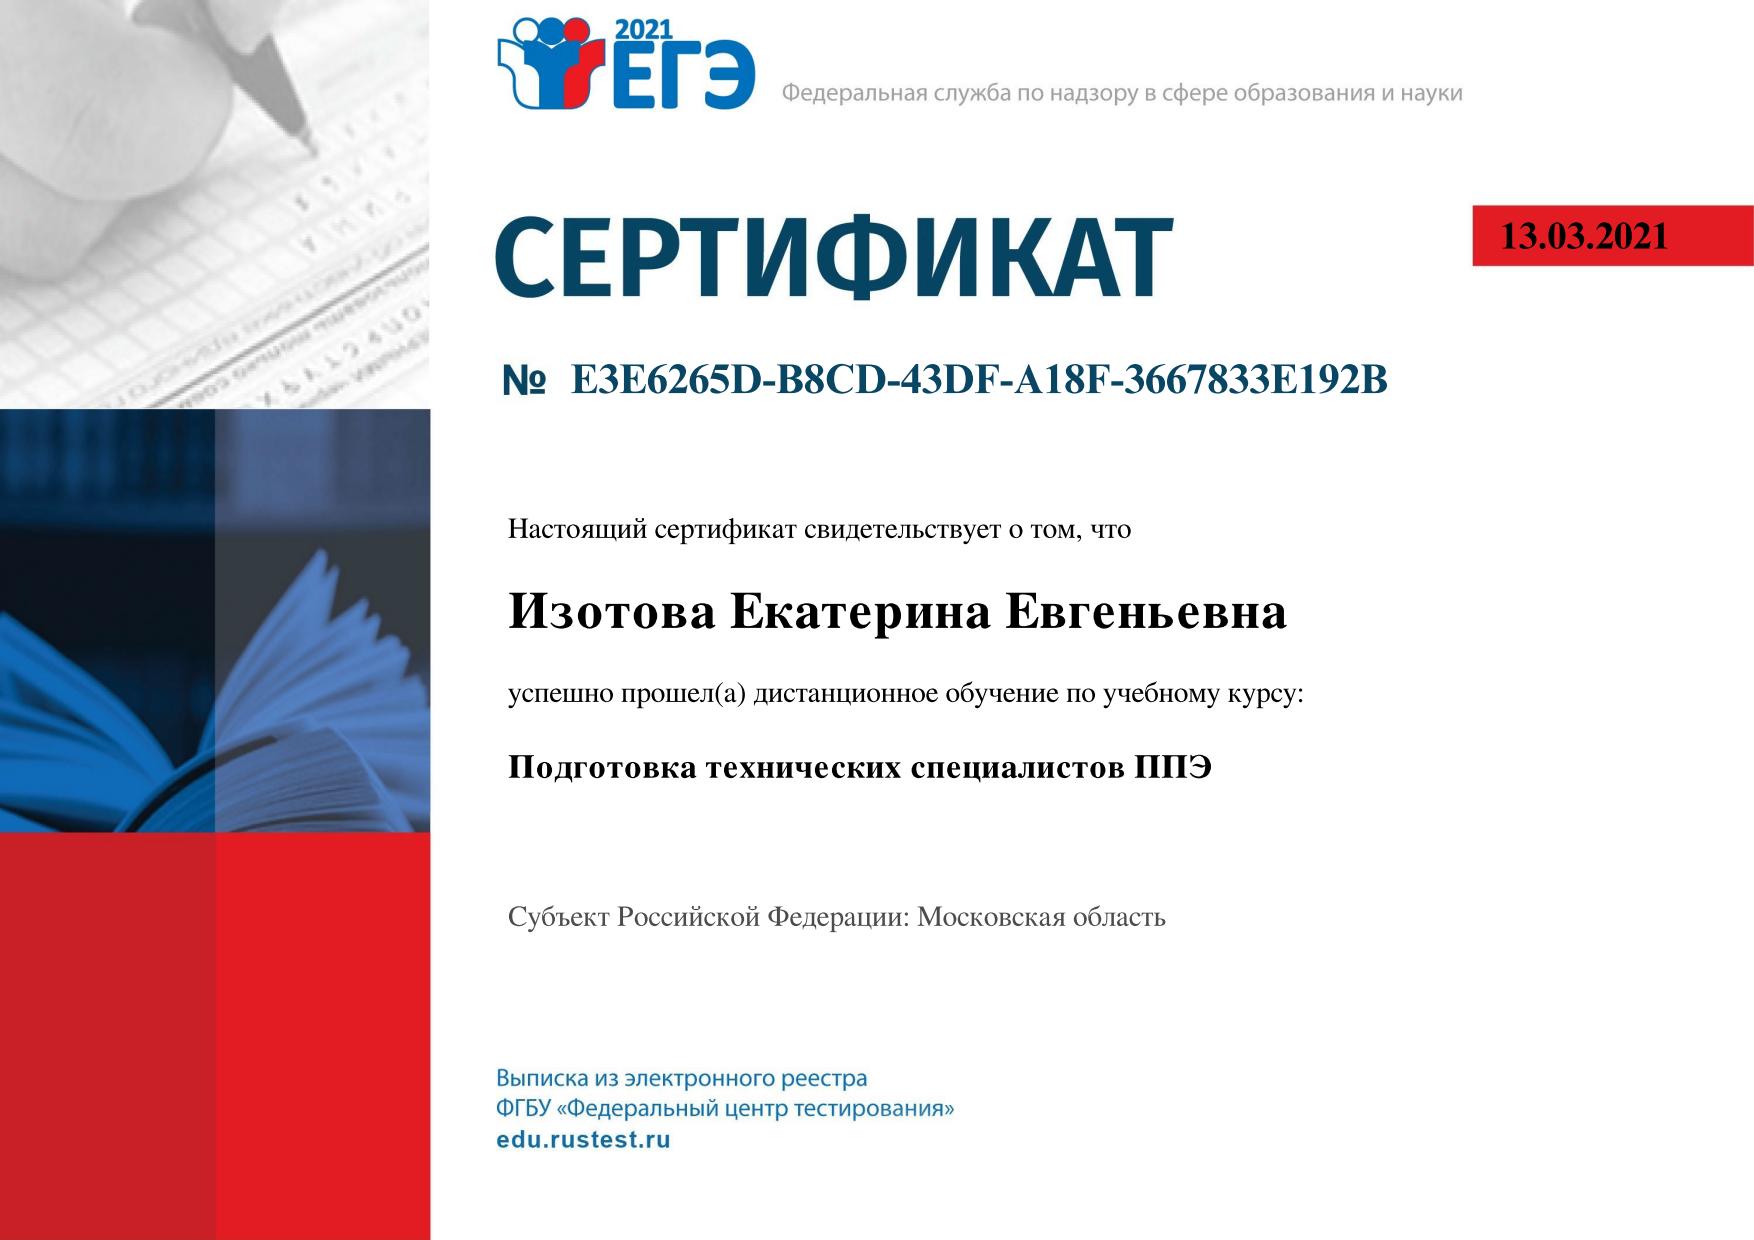 2021
ЕГЭ
Федеральная служба по надзору в сфере образования и науки
СЕРТИФИКАТ
13.03.2021
№ E3E6265D-B8CD-43DF-A18F-3667833E192B
Настоящий сертификат свидетельствует о том, что
Изотова Екатерина Евгеньевна
успешно прошел(а) дистанционное обучение по учебному курсу:
Подготовка технических специалистов ППЭ
Субъект Российской Федерации: Московская область
Выписка из электронного реестра
ФГБУ «Федеральный центр тестирования»
edu.rustest.ru